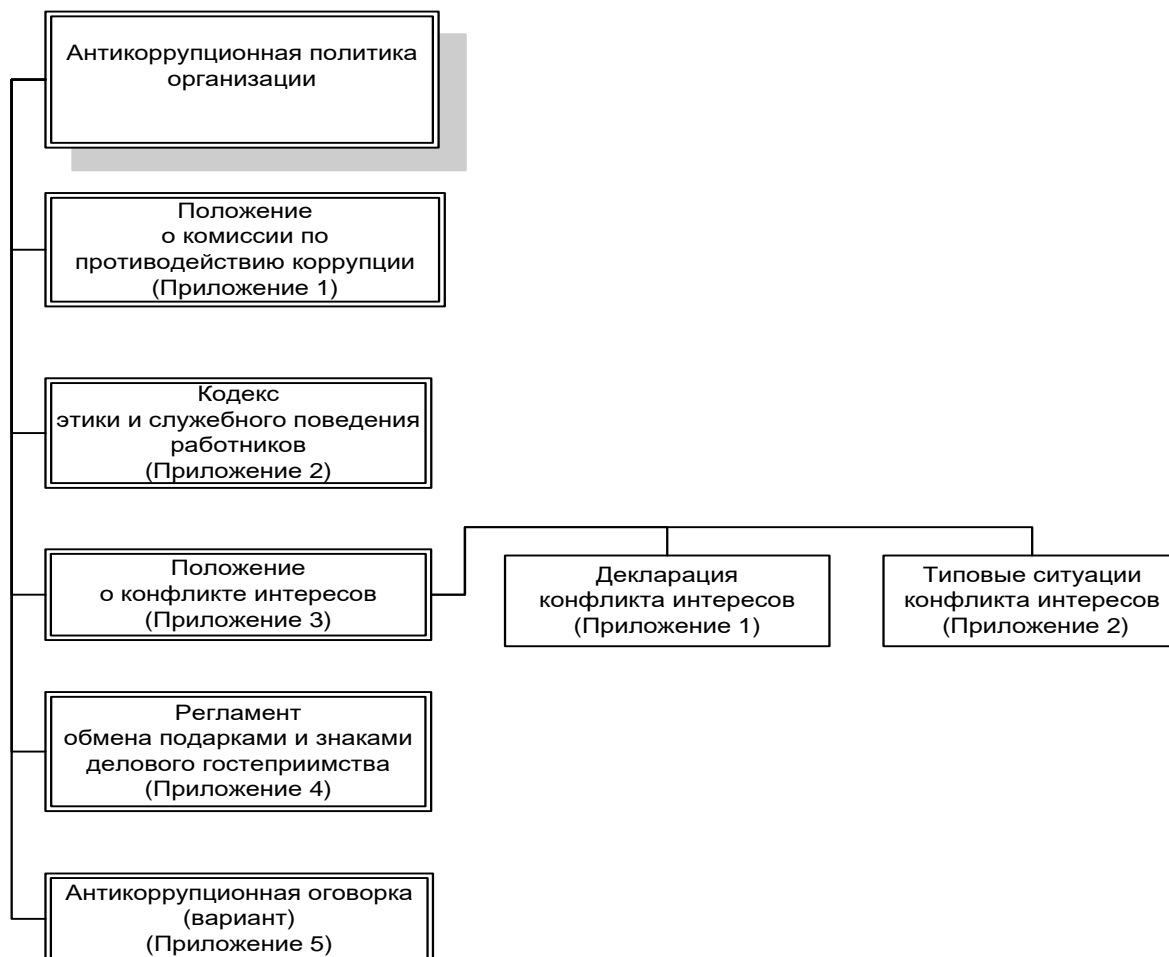 Антикоррупционная политика
организации
Положение
о комиссии по
противодействию коррупции
(Приложение 1)
Кодекс
этики и служебного поведения
работников
(Приложение 2)
Положение
о конфликте интересов
(Приложение 3)
Декларация
конфликта интересов
(Приложение 1)
Типовые ситуации
конфликта интересов
(Приложение 2)
Регламент
обмена подарками и знаками
делового гостеприимства
(Приложение 4)
Антикоррупционная оговорка
(вариант)
(Приложение 5)